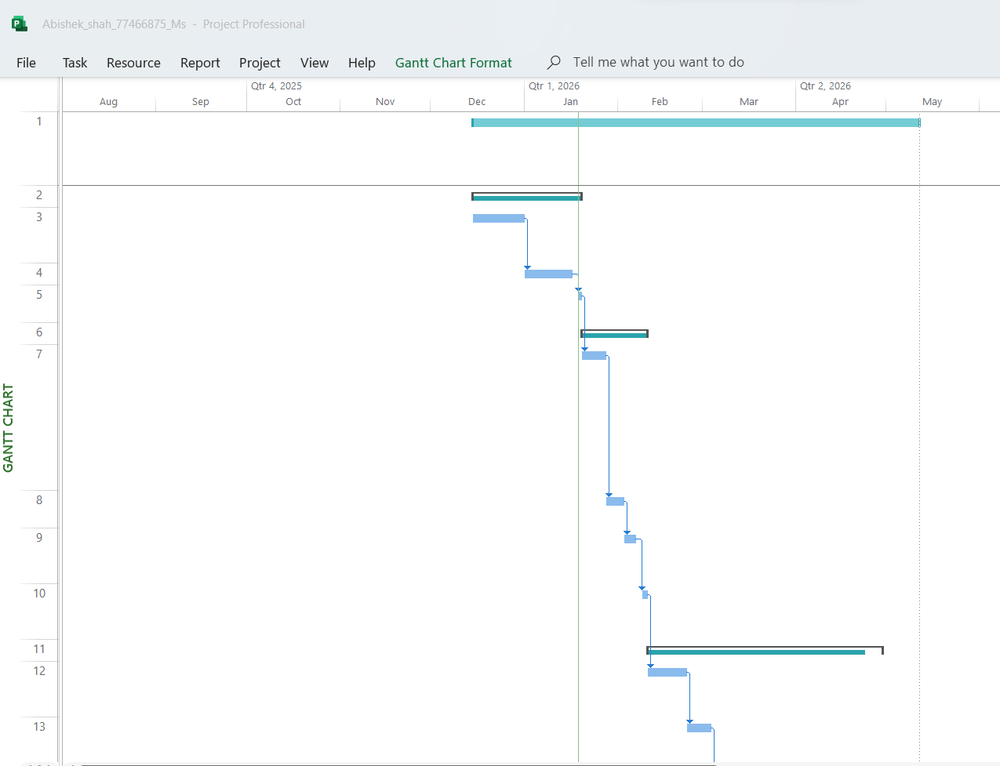 Abishek_shah_77466875_Ms - Project Professional
File Task Resource Report Project View Help Gantt Chart Format Tell me what you want to do
Qtr 4, 2025 Qtr 1, 2026 Qtr 2, 2026
Aug Sep Oct Nov Dec Jan Feb Mar Apr May
1
2
3
4
5
6
7
GANTT CHART
8
9
10
11
12
13